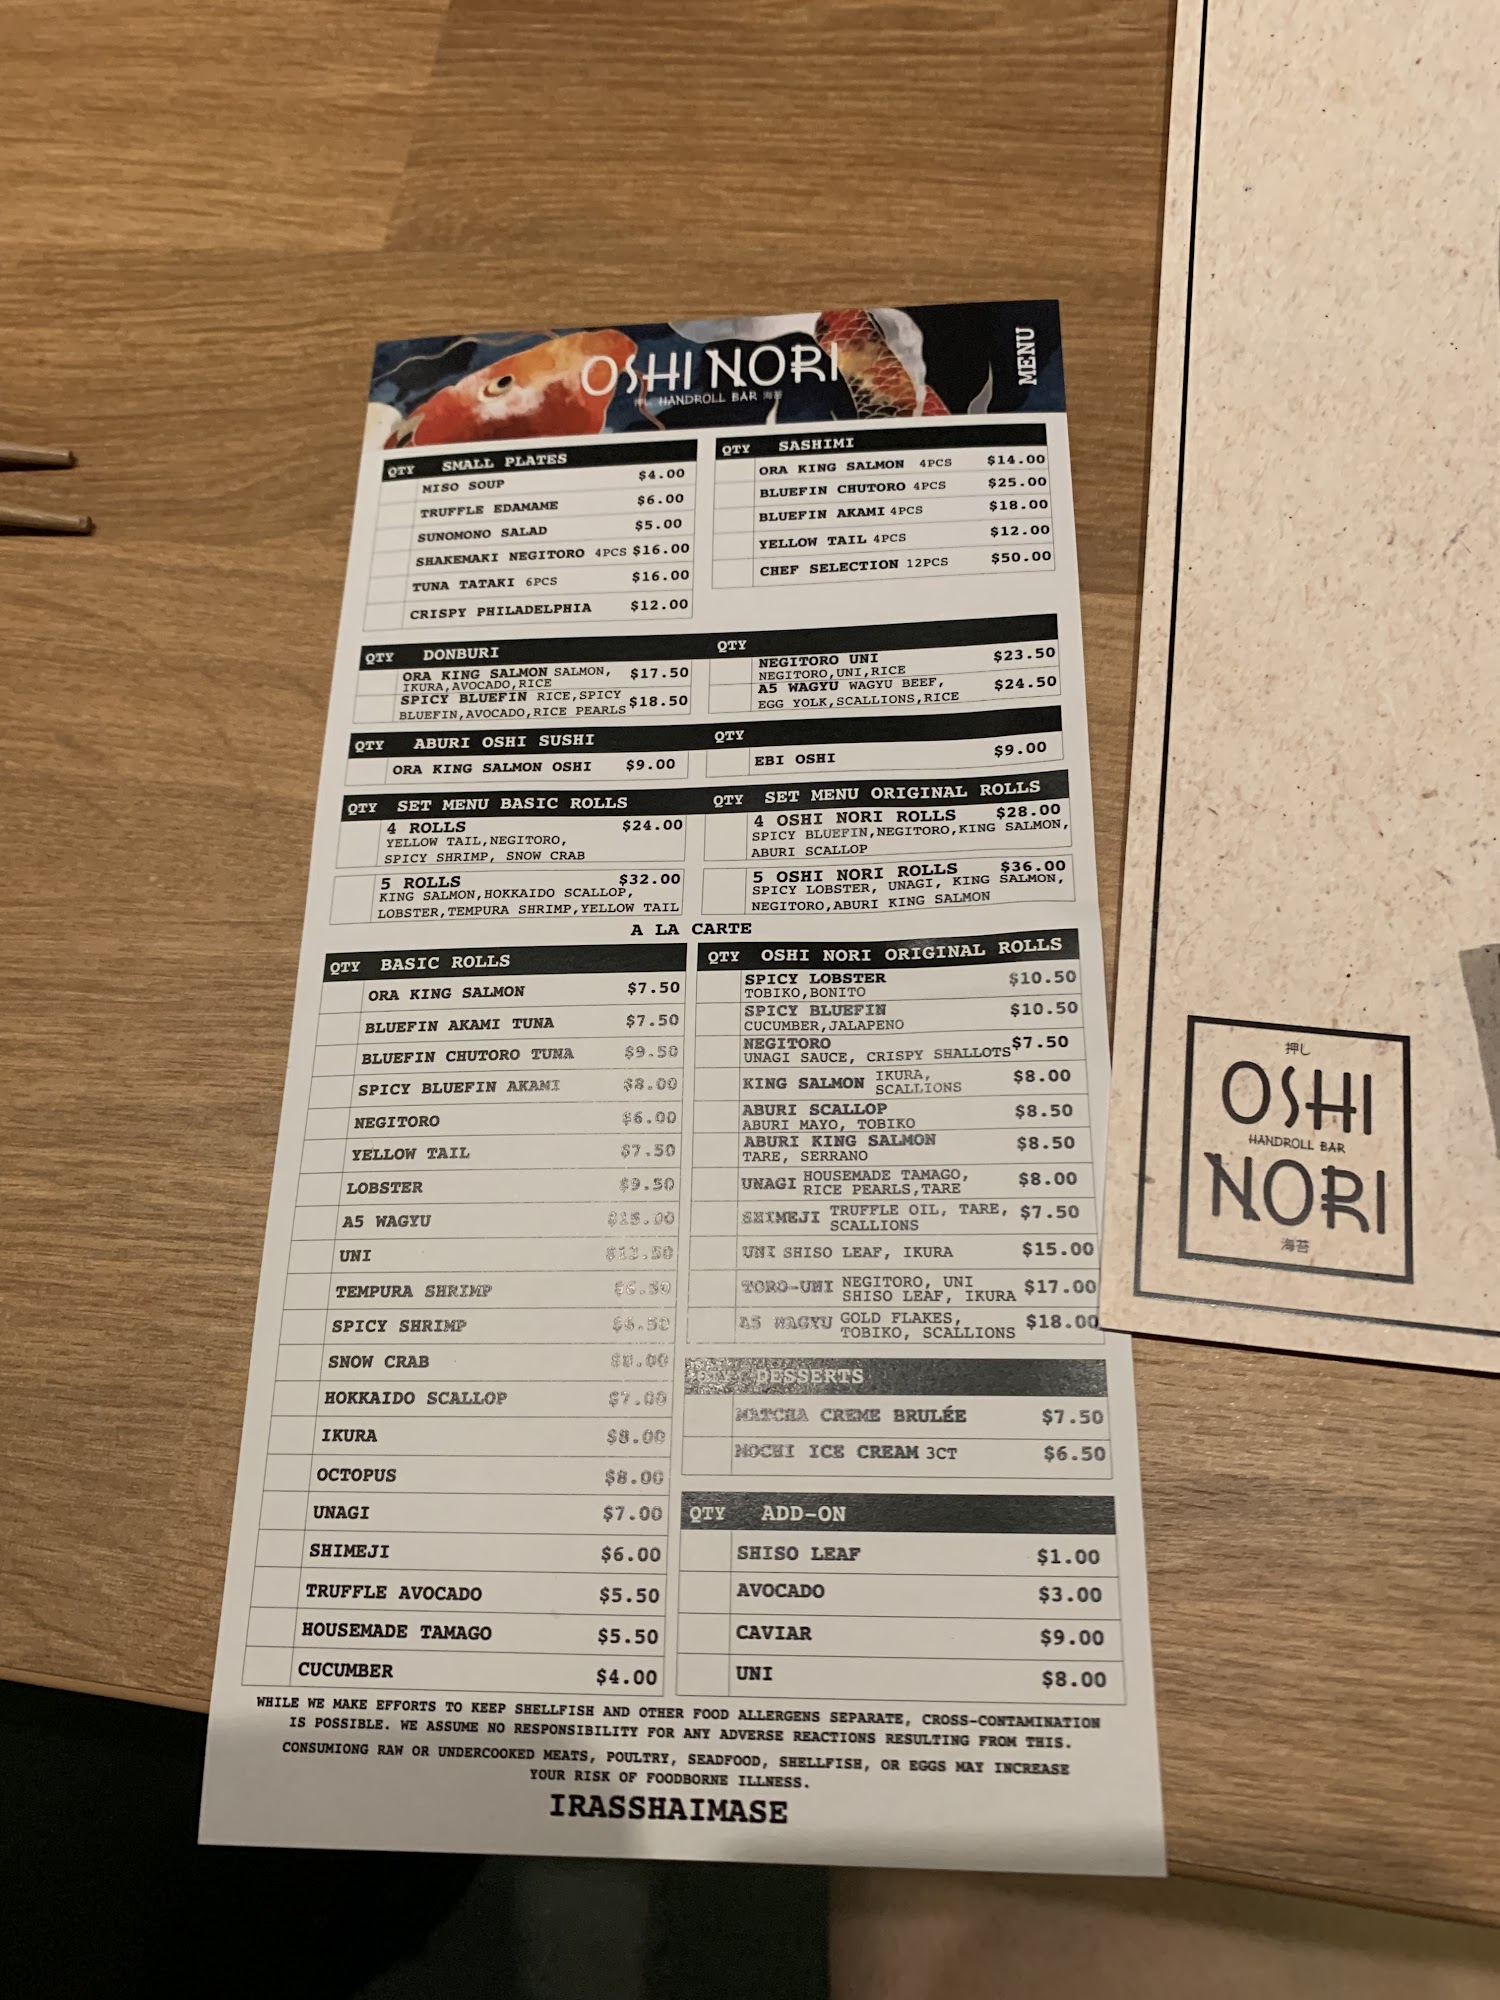 OSHI NORI
HANDROLL BAR 海苔
MENU
QTY SMALL PLATES
MISO SOUP $4.00
TRUFFLE EDAMAME $6.00
SUNOMONO SALAD $5.00
SHAKEMAKI NEGITORO 4PCS $16.00
TUNA TATAKI 6PCS $16.00
CRISPY PHILADELPHIA $12.00
QTY SASHIMI
ORA KING SALMON 4PCS $14.00
BLUEFIN CHUTORO 4PCS $25.00
BLUEFIN AKAMI 4PCS $18.00
YELLOW TAIL 4PCS $12.00
CHEF SELECTION 12PCS $50.00
QTY DONBURI
ORA KING SALMON SALMON, $17.50
IKURA,AVOCADO,RICE
SPICY BLUEFIN RICE,SPICY $18.50
BLUEFIN,AVOCADO,RICE PEARLS
QTY
NEGITORO UNI $23.50
NEGITORO,UNI,RICE
A5 WAGYU WAGYU BEEF, $24.50
EGG YOLK,SCALLIONS,RICE
QTY ABURI OSHI SUSHI
ORA KING SALMON OSHI $9.00
QTY
EBI OSHI $9.00
QTY SET MENU BASIC ROLLS
4 ROLLS $24.00
YELLOW TAIL,NEGITORO,
SPICY SHRIMP, SNOW CRAB
5 ROLLS $32.00
KING SALMON,HOKKAIDO SCALLOP,
LOBSTER,TEMPURA SHRIMP,YELLOW TAIL
QTY SET MENU ORIGINAL ROLLS
4 OSHI NORI ROLLS $28.00
SPICY BLUEFIN,NEGITORO,KING SALMON,
ABURI SCALLOP
5 OSHI NORI ROLLS $36.00
SPICY LOBSTER, UNAGI, KING SALMON,
NEGITORO,ABURI KING SALMON
A LA CARTE
QTY BASIC ROLLS
ORA KING SALMON $7.50
BLUEFIN AKAMI TUNA $7.50
BLUEFIN CHUTORO TUNA $9.50
SPICY BLUEFIN AKAMI $8.00
NEGITORO $6.00
YELLOW TAIL $7.50
LOBSTER $9.50
A5 WAGYU $15.00
UNI
TEMPURA SHRIMP $6.50
SPICY SHRIMP $6.50
SNOW CRAB $8.00
HOKKAIDO SCALLOP $7.00
IKURA $8.00
OCTOPUS $8.00
UNAGI $7.00
SHIMEJI $6.00
TRUFFLE AVOCADO $5.50
HOUSEMADE TAMAGO $5.50
CUCUMBER $4.00
QTY OSHI NORI ORIGINAL ROLLS
SPICY LOBSTER $10.50
TOBIKO,BONITO
SPICY BLUEFIN $10.50
CUCUMBER,JALAPENO
NEGITORO $7.50
UNAGI SAUCE, CRISPY SHALLOTS
KING SALMON IKURA, $8.00
SCALLIONS
ABURI SCALLOP $8.50
ABURI MAYO, TOBIKO
ABURI KING SALMON $8.50
TARE, SERRANO
UNAGI HOUSEMADE TAMAGO, $8.00
RICE PEARLS,TARE
SHIMEJI TRUFFLE OIL, TARE, $7.50
SCALLIONS
UNI SHISO LEAF, IKURA $15.00
TORO-UNI NEGITORO, UNI $17.00
SHISO LEAF, IKURA
A5 WAGYU GOLD FLAKES, $18.00
TOBIKO, SCALLIONS
QTY DESSERTS
MATCHA CREME BRULÉE $7.50
MOCHI ICE CREAM 3CT $6.50
QTY ADD-ON
SHISO LEAF $1.00
AVOCADO $3.00
CAVIAR $9.00
UNI $8.00
WHILE WE MAKE EFFORTS TO KEEP SHELLFISH AND OTHER FOOD ALLERGENS SEPARATE, CROSS-CONTAMINATION
IS POSSIBLE. WE ASSUME NO RESPONSIBILITY FOR ANY ADVERSE REACTIONS RESULTING FROM THIS.
CONSUMIONG RAW OR UNDERCOOKED MEATS, POULTRY, SEADFOOD, SHELLFISH, OR EGGS MAY INCREASE
YOUR RISK OF FOODBORNE ILLNESS.
IRASSHAIMASE
押し
OSHI
HANDROLL BAR
NORI
海苔